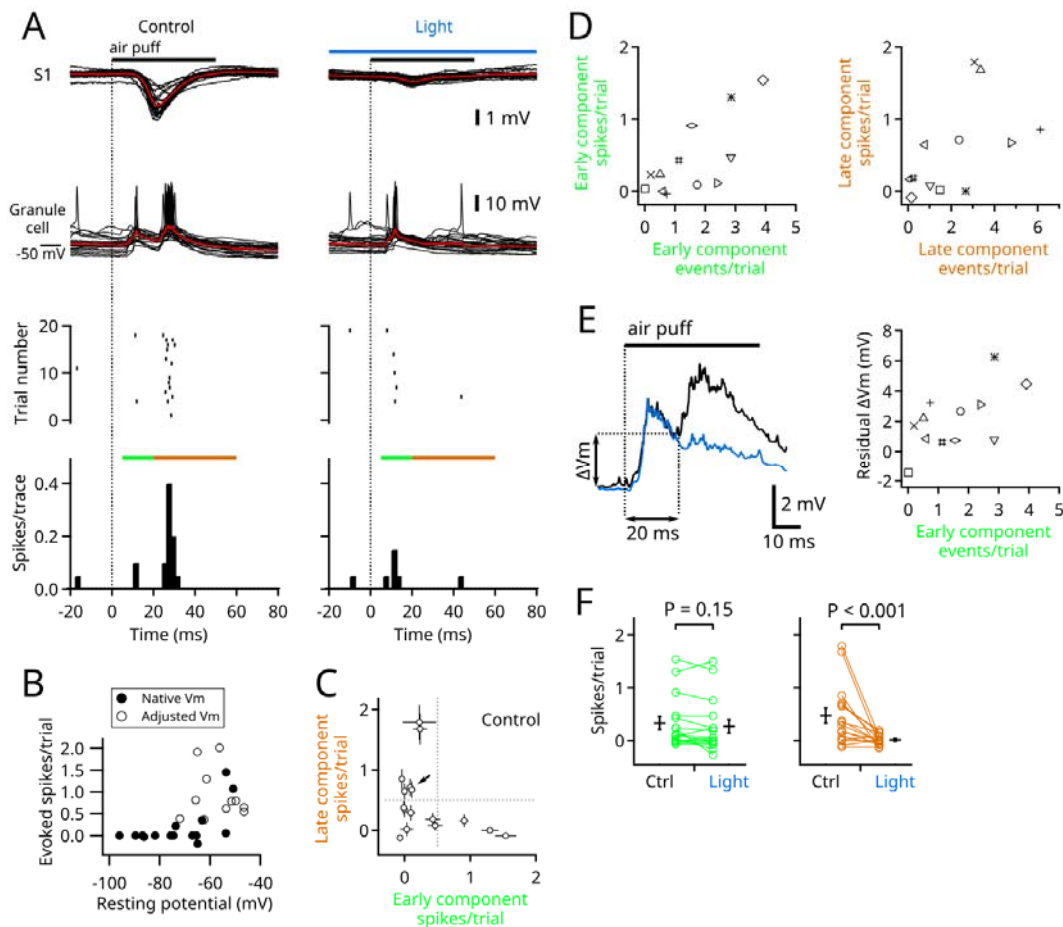 A
Control
air puff
Light
S1
1 mV
Granule
cell
-50 mV
10 mV
Trial number
20
10
0
Spikes/trace
0.4
0.2
0.0
-20 0 20 40 60 80
Time (ms)
-20 0 20 40 60 80
Time (ms)
B
Native Vm
Adjusted Vm
Evoked spikes/trial
2.0
1.5
1.0
0.5
0.0
-100 -80 -60 -40
Resting potential (mV)
C
Control
Late component
spikes/trial
2
1
0
0 1 2
Early component
spikes/trial
D
Early component
spikes/trial
2
1
0
0 1 2 3 4 5
Early component
events/trial
Late component
spikes/trial
2
1
0
0 2 4 6
Late component
events/trial
E
air puff
ΔVm
20 ms
2 mV
10 ms
Residual ΔVm (mV)
8
6
4
2
0
-2
0 1 2 3 4 5
Early component
events/trial
F
P = 0.15
P < 0.001
Spikes/trial
2
1
0
Ctrl Light
Ctrl Light